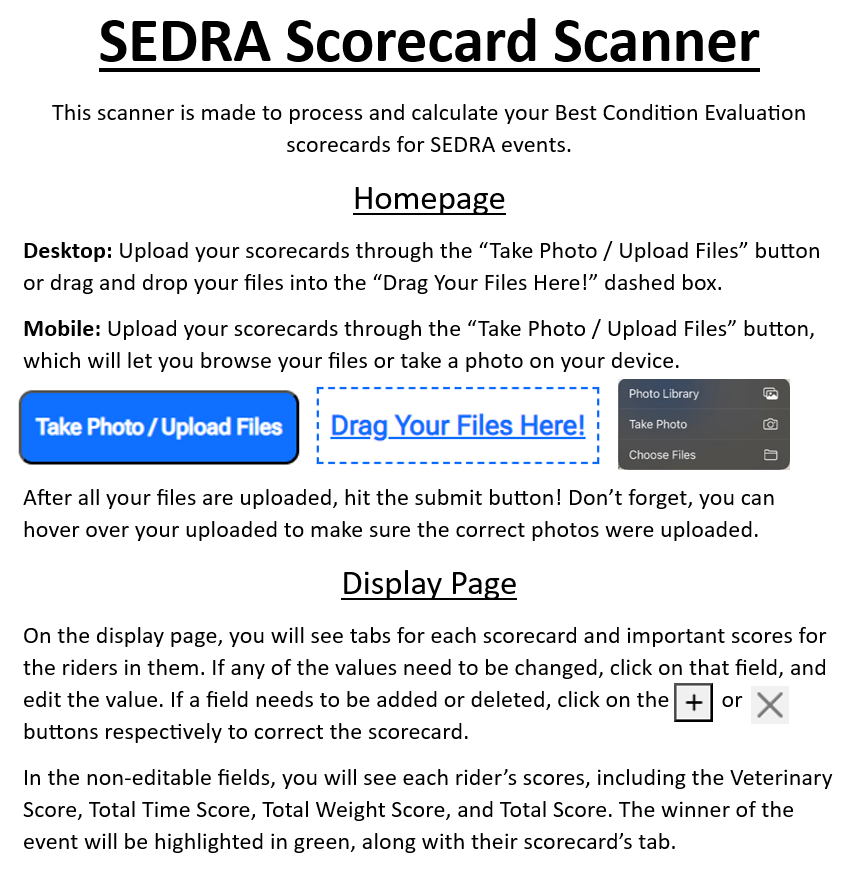 SEDRA Scorecard Scanner
This scanner is made to process and calculate your Best Condition Evaluation
scorecards for SEDRA events.
Homepage
Desktop: Upload your scorecards through the “Take Photo / Upload Files” button
or drag and drop your files into the “Drag Your Files Here!” dashed box.
Mobile: Upload your scorecards through the “Take Photo / Upload Files” button,
which will let you browse your files or take a photo on your device.
Take Photo / Upload Files
Drag Your Files Here!
Photo Library
Take Photo
Choose Files
After all your files are uploaded, hit the submit button! Don’t forget, you can
hover over your uploaded to make sure the correct photos were uploaded.
Display Page
On the display page, you will see tabs for each scorecard and important scores for
the riders in them. If any of the values need to be changed, click on that field, and
edit the value. If a field needs to be added or deleted, click on the + or ×
buttons respectively to correct the scorecard.
In the non-editable fields, you will see each rider’s scores, including the Veterinary
Score, Total Time Score, Total Weight Score, and Total Score. The winner of the
event will be highlighted in green, along with their scorecard’s tab.